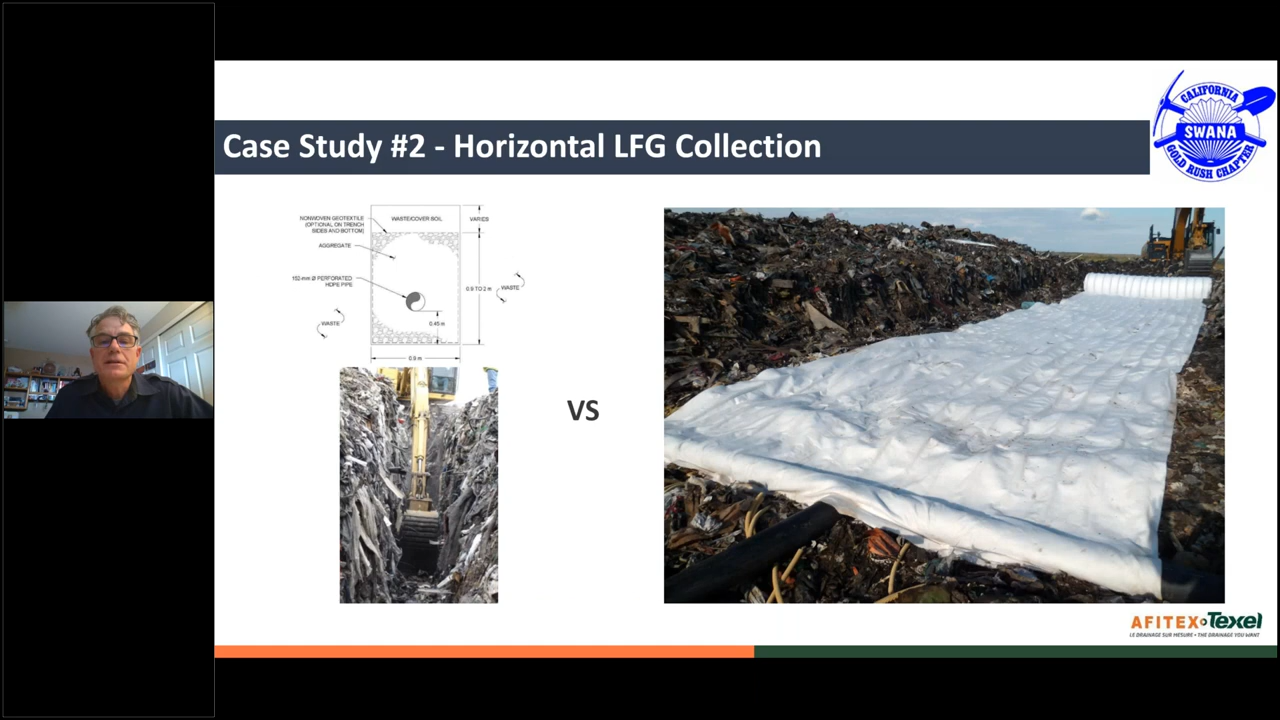 Case Study #2 - Horizontal LFG Collection
CALIFORNIA
SWANA
GOLD RUSH CHAPTER
NONWOVEN GEOTEXTILE
(OPTIONAL ON TRENCH
SIDES AND BOTTOM)
WASTE/COVER SOIL
VARIES
AGGREGATE
152-mm Ø PERFORATED
HDPE PIPE
0.9 TO 2 m
WASTE
WASTE
0.45 m
0.9 m
VS
AFITEX Texel
LE DRAINAGE SUR MESURE • THE DRAINAGE YOU WANT